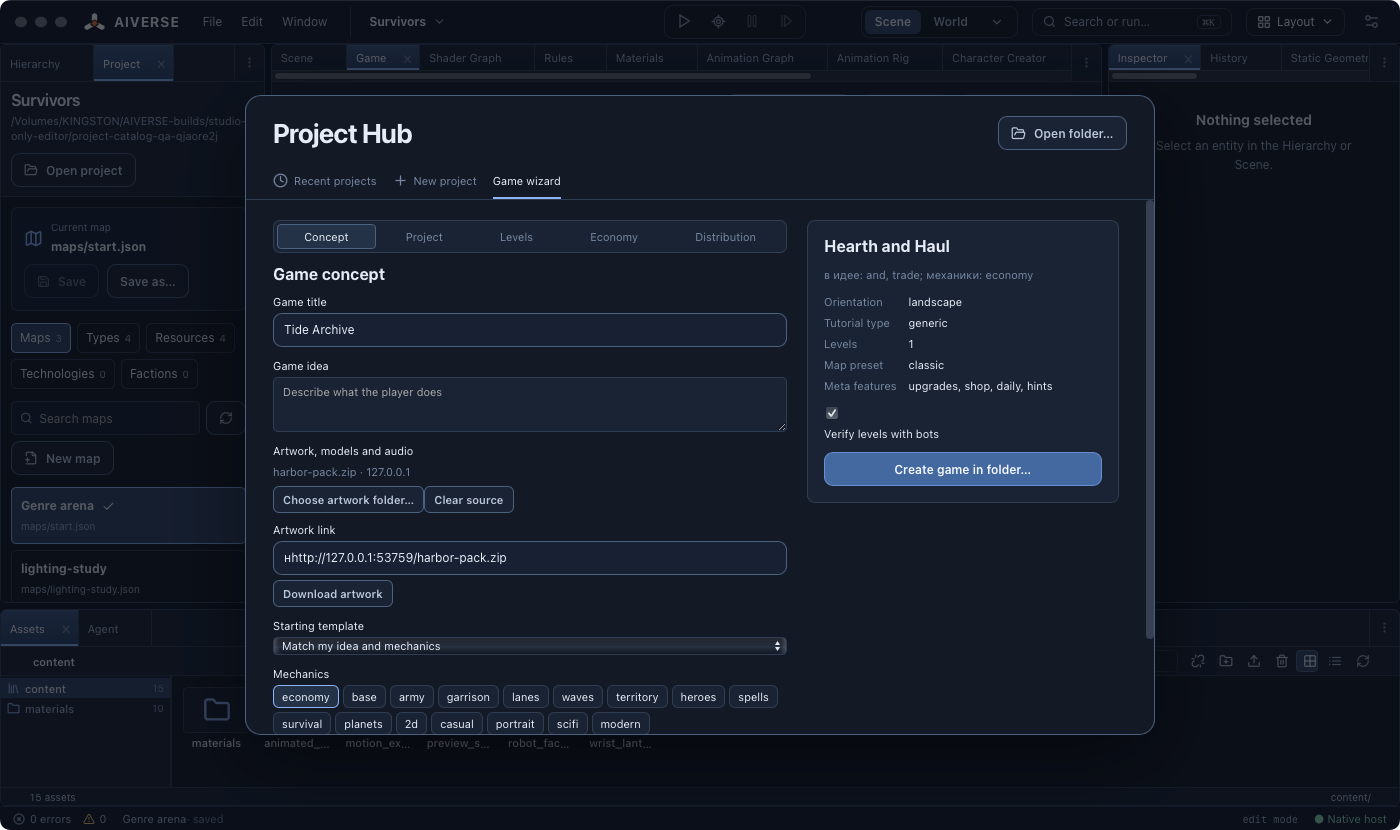 AIVERSE File Edit Window Survivors Scene World Search or run... ⌘K Layout
Hierarchy Project Scene Game Shader Graph Rules Materials Animation Graph Animation Rig Character Creator Inspector History Static Geometr
Survivors
/Volumes/KINGSTON/AIVERSE-builds/studio-
only-editor/project-catalog-qa-qjaore2j
Open project
Current map
maps/start.json
Save Save as...
Maps 3 Types 4 Resources 4
Technologies 0 Factions 0
Search maps
New map
Genre arena
maps/start.json
lighting-study
maps/lighting-study.json
Project Hub
Open folder...
Recent projects New project Game wizard
Concept Project Levels Economy Distribution
Game concept
Game title
Tide Archive
Game idea
Describe what the player does
Artwork, models and audio
harbor-pack.zip · 127.0.0.1
Choose artwork folder... Clear source
Artwork link
нhttp://127.0.0.1:53759/harbor-pack.zip
Download artwork
Starting template
Match my idea and mechanics
Mechanics
economy base army garrison lanes waves territory heroes spells
survival planets 2d casual portrait scifi modern
Hearth and Haul
в идее: and, trade; механики: economy
Orientation landscape
Tutorial type generic
Levels 1
Map preset classic
Meta features upgrades, shop, daily, hints
Verify levels with bots
Create game in folder...
Nothing selected
Select an entity in the Hierarchy or
Scene.
Assets Agent
content
content 15
materials 10
materials animated_... motion_ex... preview_s... robot_fac... wrist_lant...
15 assets content/
0 errors 0 Genre arena · saved edit mode Native host